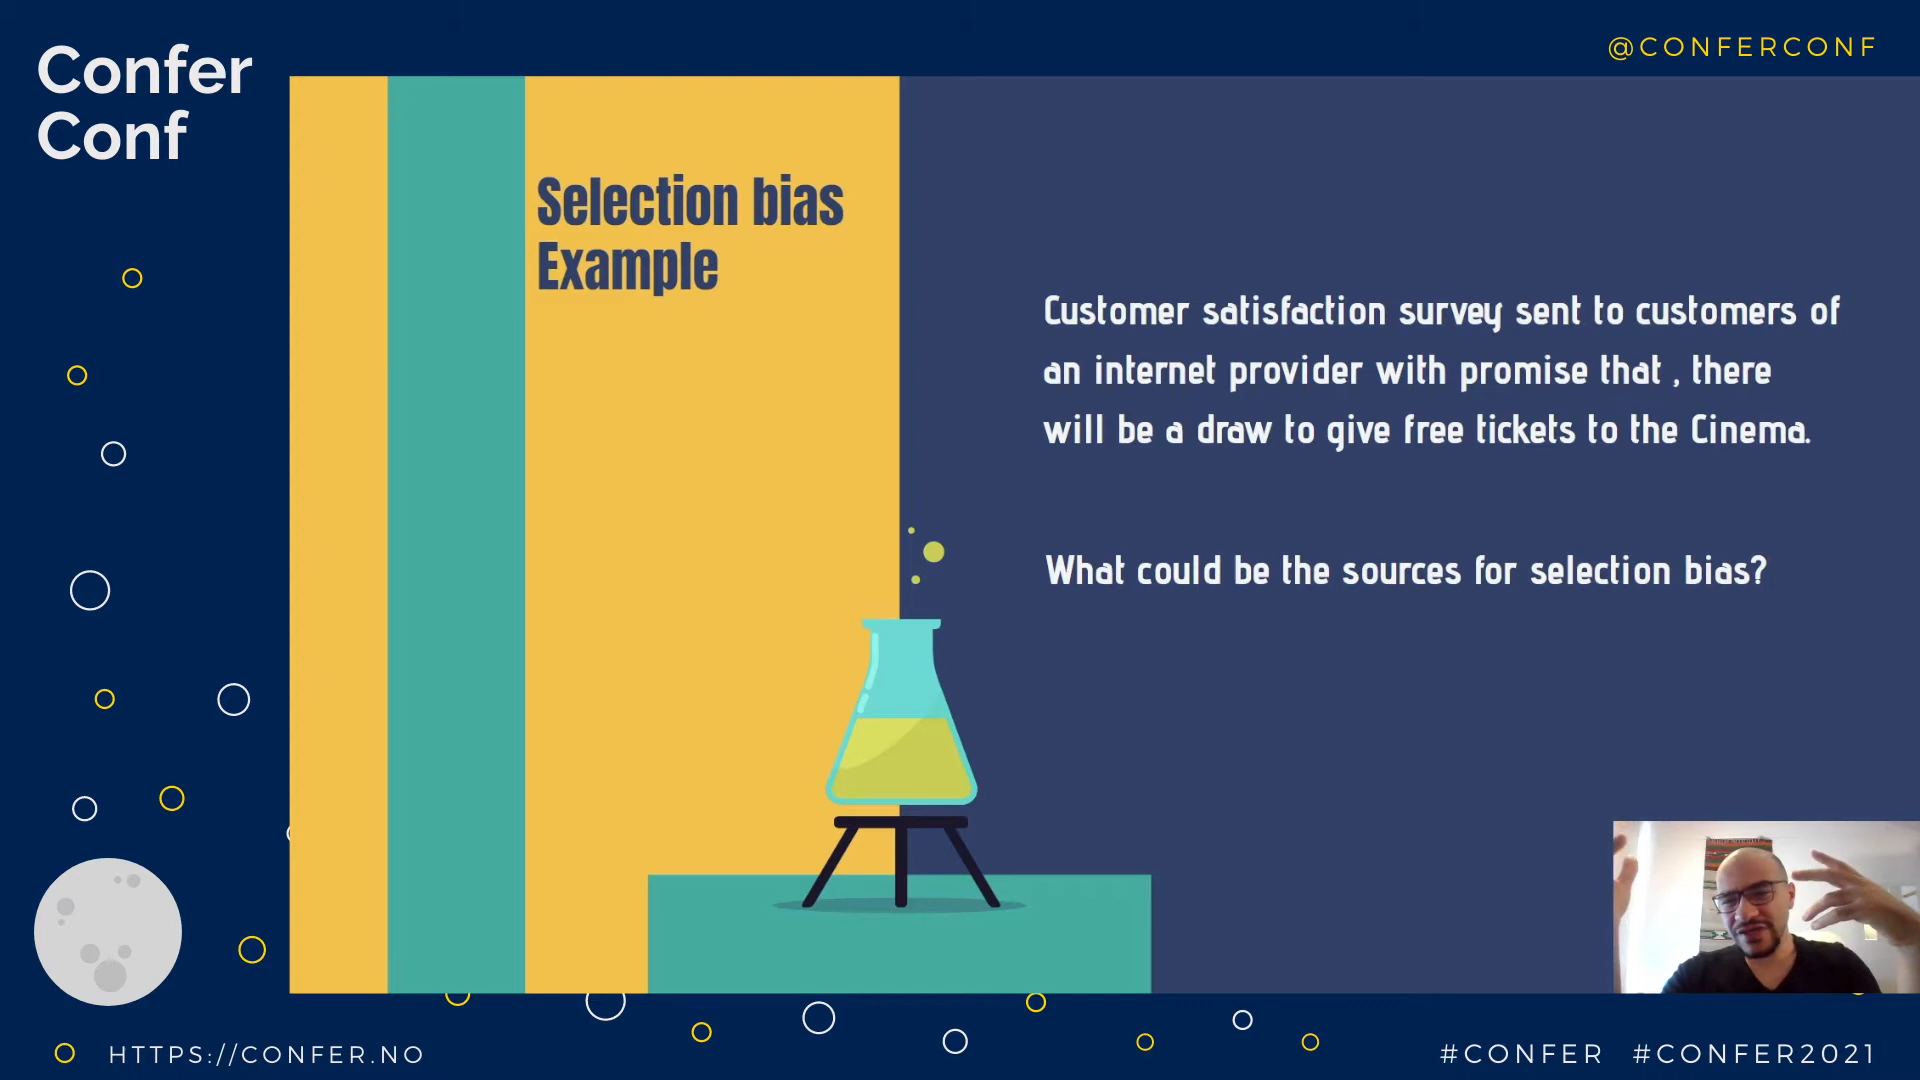 Confer
Conf
@CONFERCONF
Selection bias
Example
Customer satisfaction survey sent to customers of
an internet provider with promise that , there
will be a draw to give free tickets to the Cinema.
What could be the sources for selection bias?
HTTPS://CONFER.NO
#CONFER #CONFER2021